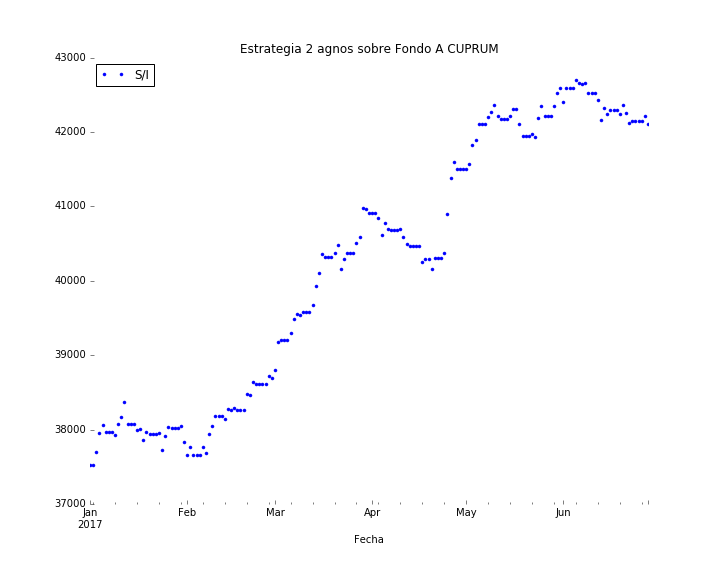 Estrategia 2 agnos sobre Fondo A CUPRUM
S/I
43000
42000
41000
40000
39000
38000
37000
Jan Feb Mar Apr May Jun
2017
Fecha